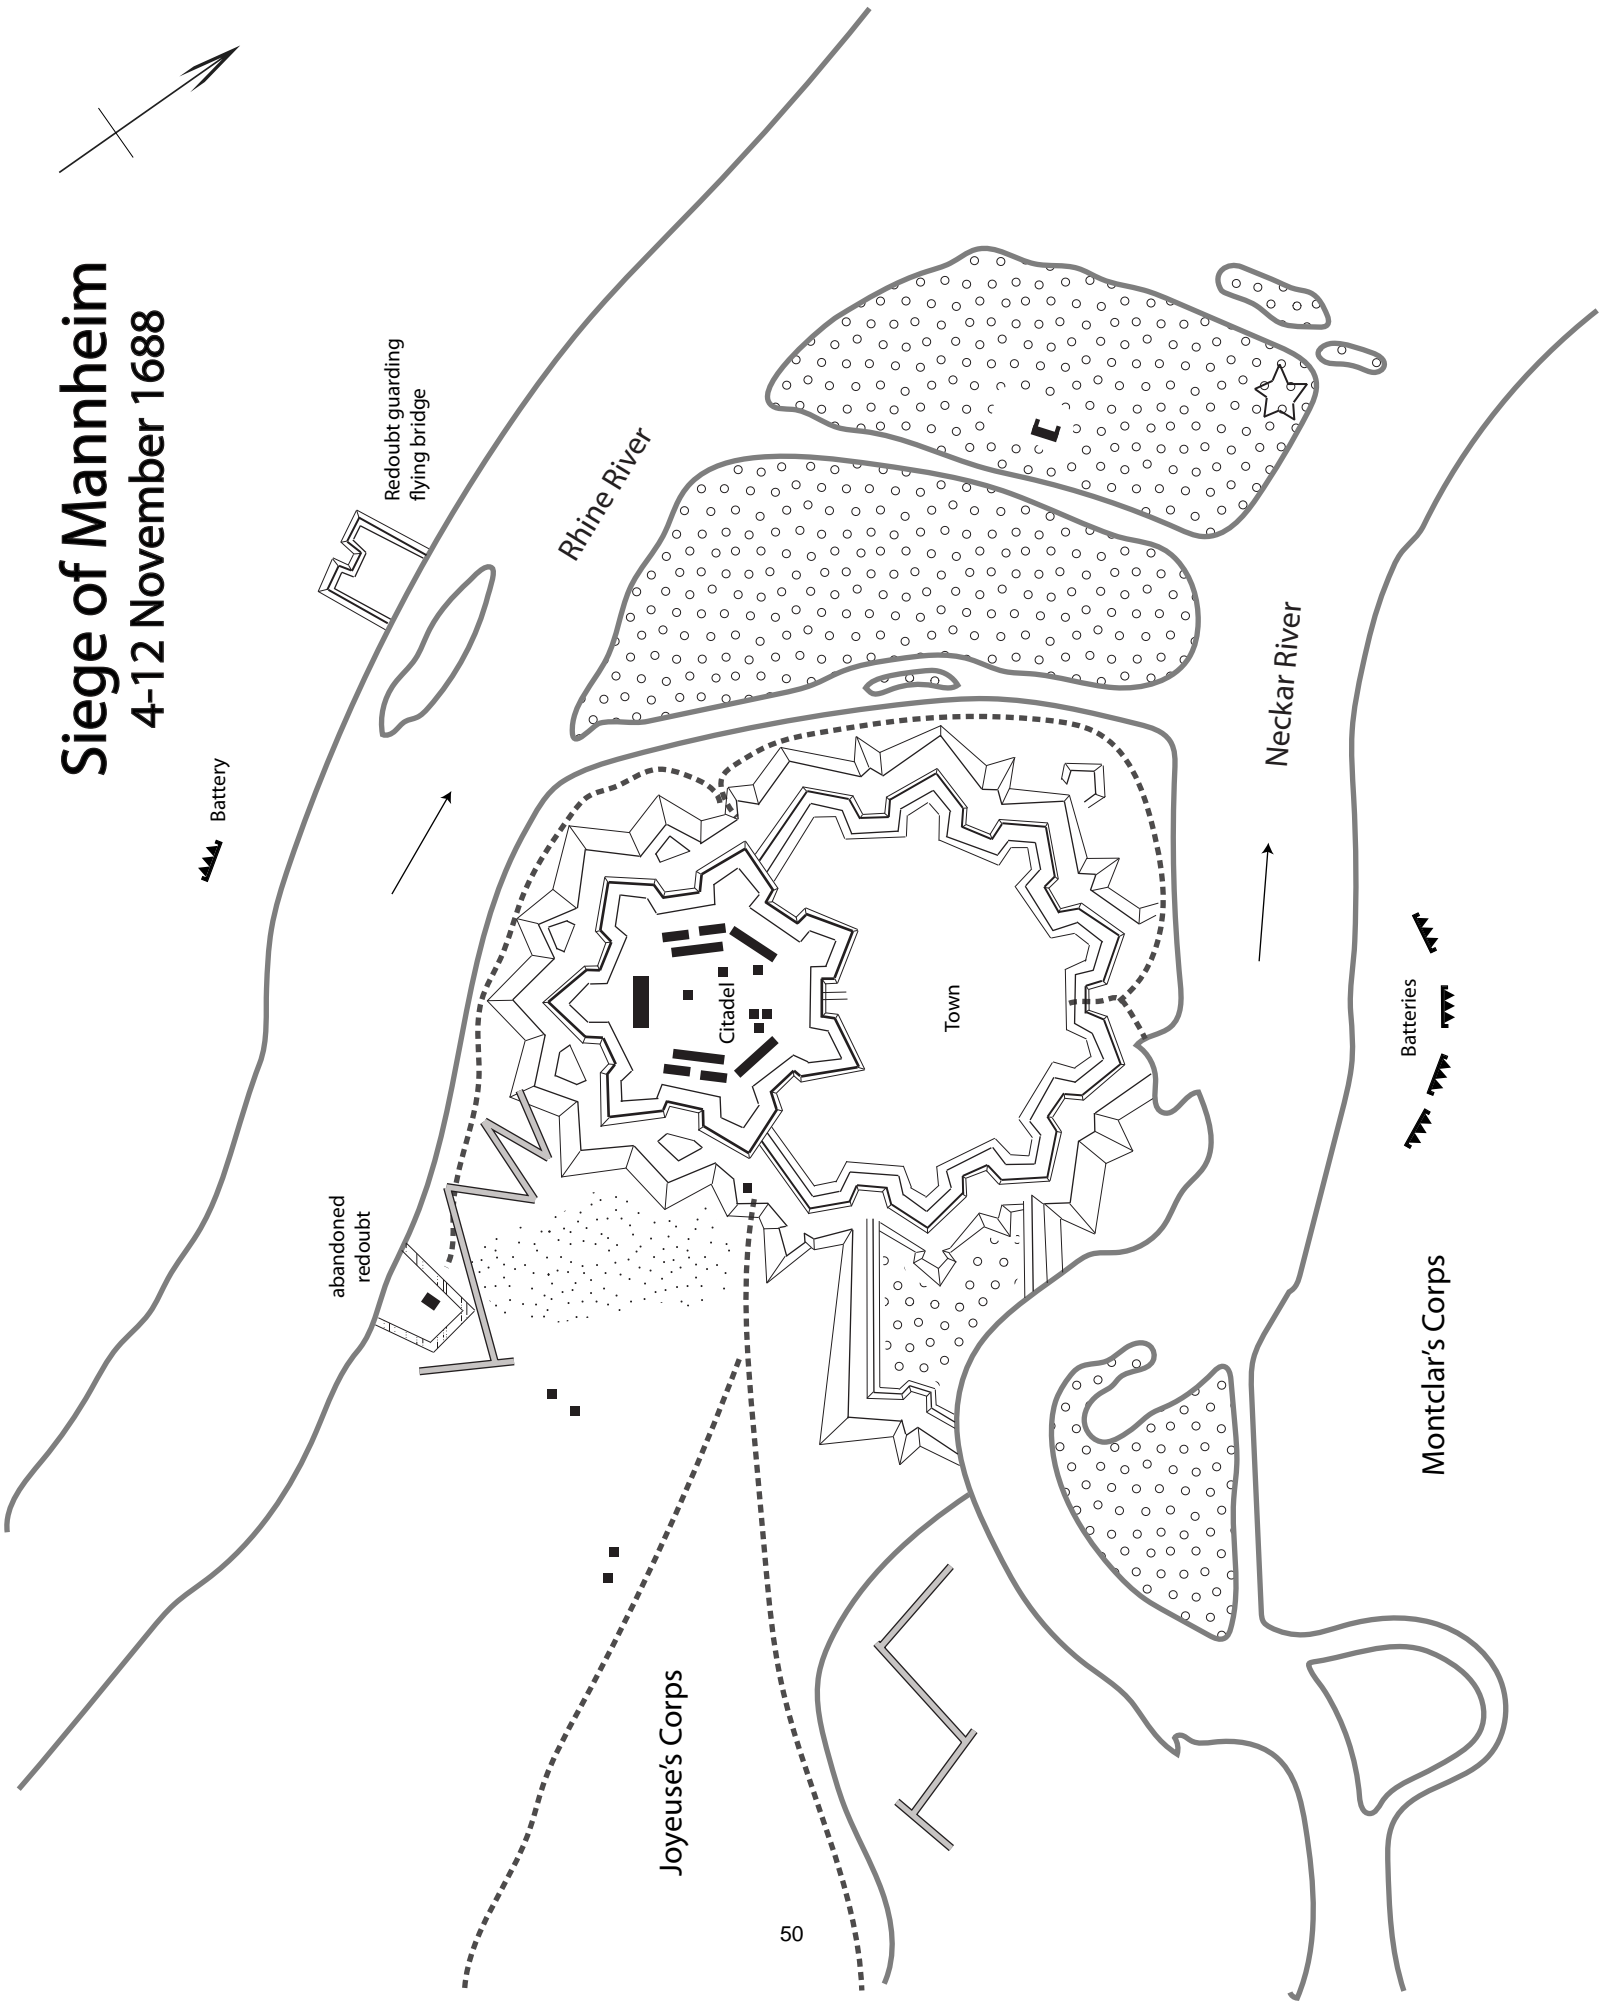 Siege of Mannheim
4-12 November 1688
Battery
Redoubt guarding
flying bridge
Rhine River
Neckar River
abandoned
redoubt
Citadel
Town
Batteries
Montclar's Corps
Joyeuse's Corps
50